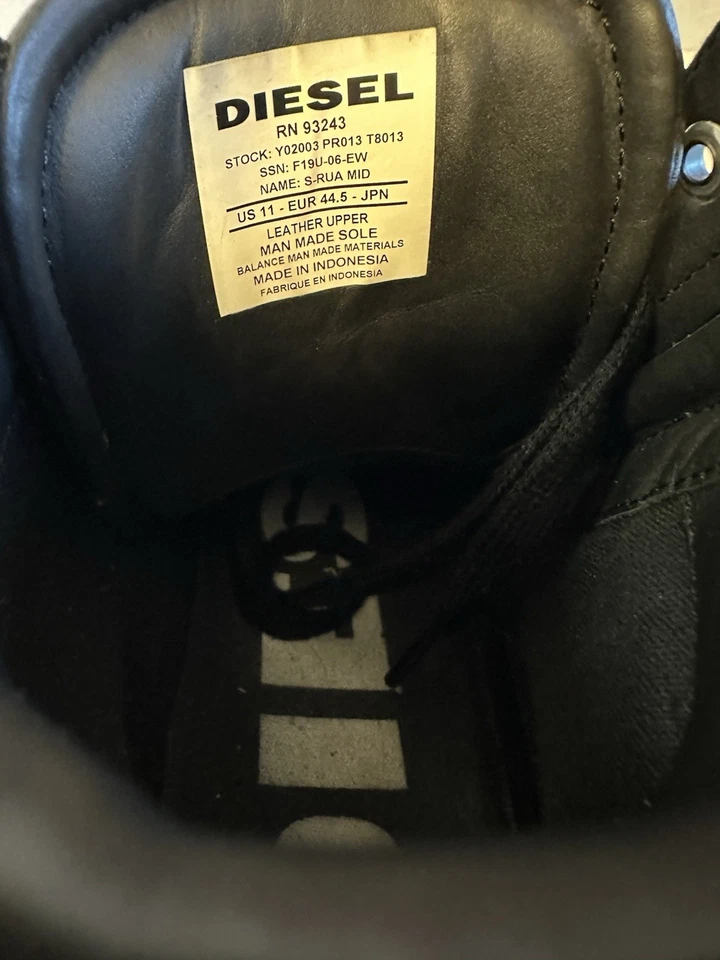 DIESEL
RN 93243
STOCK: Y02003 PR013 T8013
SSN: F19U-06-EW
NAME: S-RUA MID
US 11 - EUR 44.5 - JPN
LEATHER UPPER
MAN MADE SOLE
BALANCE MAN MADE MATERIALS
MADE IN INDONESIA
FABRIQUE EN INDONESIA